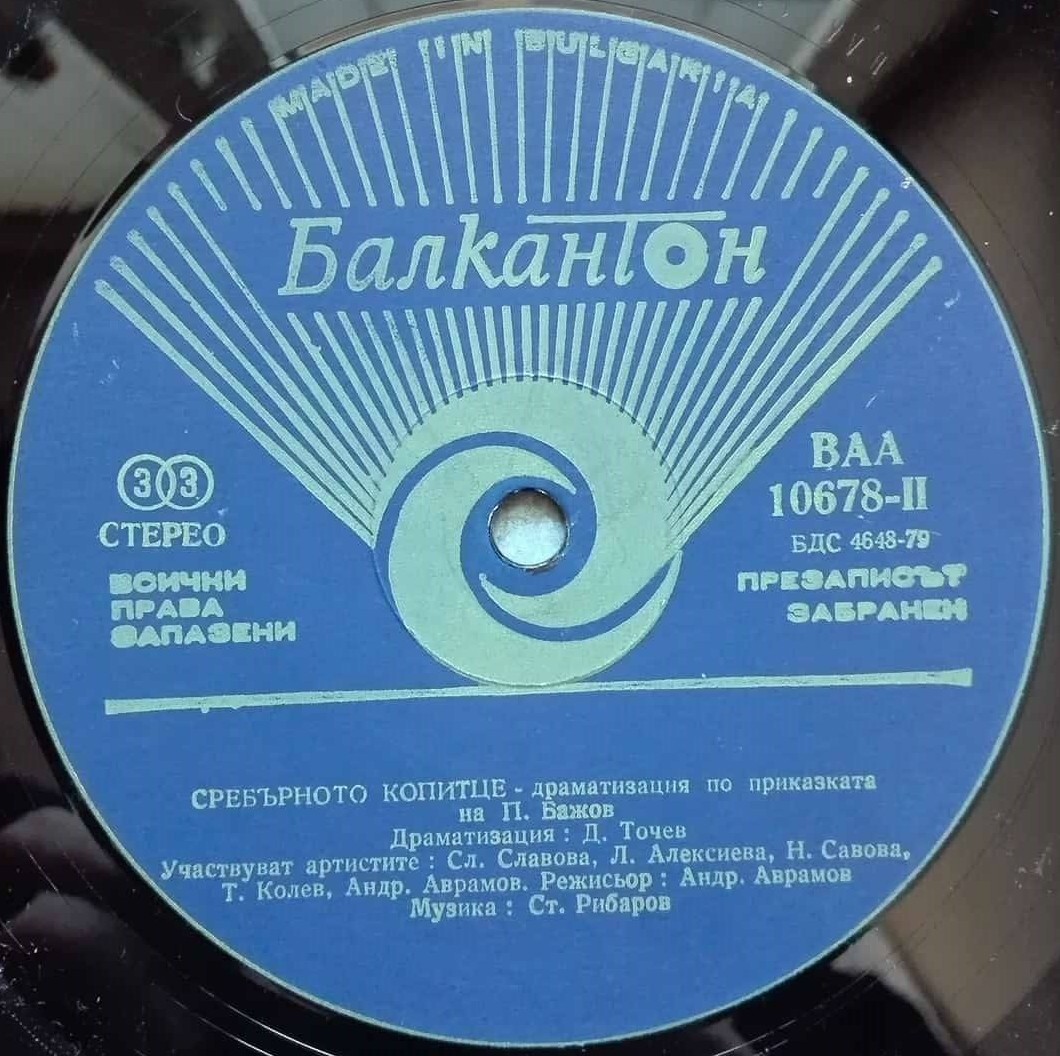 MADE IN BULGARIA
Балкантон
33
СТЕРЕО
ВСИЧКИ
ПРАВА
ЗАПАЗЕНИ
ВАА
10678-II
БДС 4648-79
ПРЕЗАПИСЪТ
ЗАБРАНЕН
СРЕБЪРНОТО КОПИТЦЕ - драматизация по приказката
на П. Бажов
Драматизация : Д. Точев
Участвуват артистите : Сл. Славова, Л. Алексиева, Н. Савова,
Т. Колев, Андр. Аврамов. Режисьор : Андр. Аврамов
Музика : Ст. Рибаров